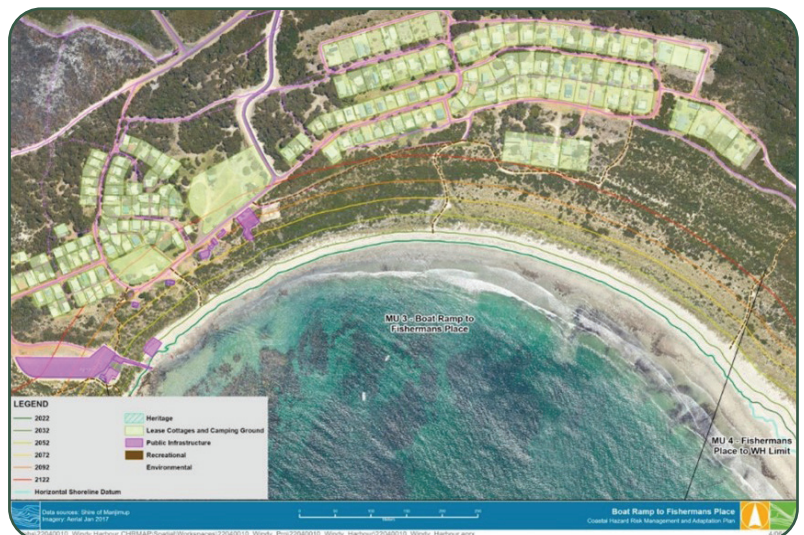 MU 3 - Boat Ramp to
Fishermans Place
MU 4 - Fishermans
Place to WH Limit
LEGEND
2022
2032
2052
2072
2092
2122
Horizontal Shoreline Datum
Heritage
Lease Cottages and Camping Ground
Public Infrastructure
Recreational
Environmental
Data sources: Shire of Manjimup
Imagery: Aerial Jan 2017
Boat Ramp to Fishermans Place
Coastal Hazard Risk Management and Adaptation Plan